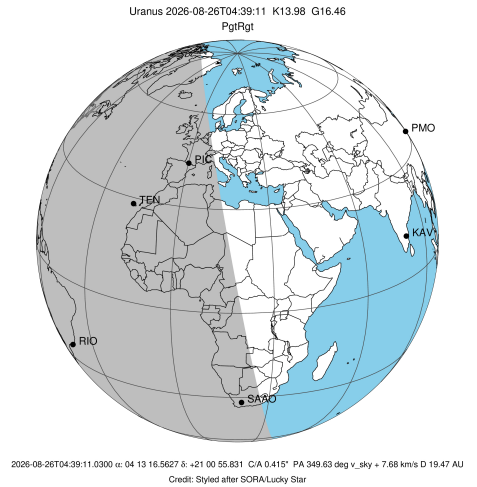 Uranus 2026-08-26T04:39:11 K13.98 G16.46
PgtRgt
PMO
PIC
TEN
KAV
RIO
SAAO
2026-08-26T04:39:11.0300 α: 04 13 16.5627 δ: +21 00 55.831 C/A 0.415" PA 349.63 deg v_sky + 7.68 km/s D 19.47 AU
Credit: Styled after SORA/Lucky Star